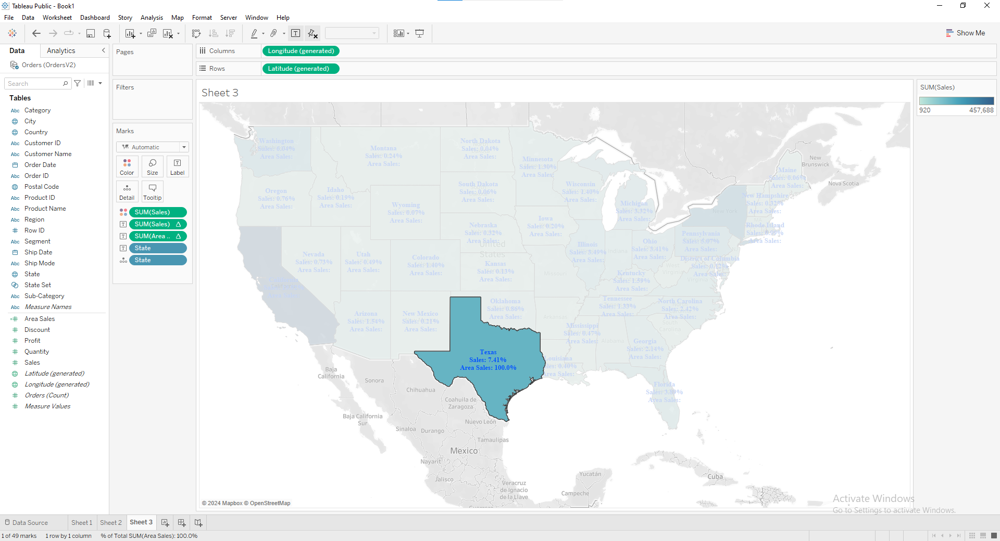 Tableau Public - Book1
File Data Worksheet Dashboard Story Analysis Map Format Server Window Help
Show Me
Data Analytics
Orders (OrdersV2)
Search
Tables
Abc Category
City
Country
Abc Customer ID
Abc Customer Name
Order Date
Abc Order ID
Postal Code
Abc Product ID
Abc Product Name
Abc Region
Row ID
Abc Segment
Ship Date
Abc Ship Mode
State
State Set
Abc Sub-Category
Abc Measure Names
Area Sales
Discount
Profit
Quantity
Sales
Latitude (generated)
Longitude (generated)
Orders (Count)
Measure Values
Pages
Filters
Marks
Automatic
Color Size Label
Detail Tooltip
SUM(Sales)
SUM(Sales)
SUM(Area ..
State
State
Columns Longitude (generated)
Rows Latitude (generated)
Sheet 3
Washington
Sales: 6.04%
Area Sales:
Montana
Sales: 0.24%
Area Sales:
North Dakota
Sales: 0.04%
Area Sales:
Minnesota
Sales: 1.30%
Area Sales:
Wisconsin
Sales: 1.40%
Area Sales:
Michigan
Sales: 3.32%
Area Sales:
Maine
Sales: 0.06%
Area Sales:
New Brunswick
Nova Scotia
Oregon
Sales: 0.76%
Area Sales:
Idaho
Sales: 0.19%
Area Sales:
Wyoming
Sales: 0.07%
Area Sales:
South Dakota
Sales: 0.06%
Area Sales:
New York
New Hampshire
Sales: 0.32%
Area Sales:
Rhode Island
Sales: 0.99%
Area Sales:
Nebraska
Sales: 0.32%
Area Sales:
Iowa
Sales: 0.20%
Area Sales:
United States
Illinois
Sales: 3.49%
Area Sales:
Indiana
Ohio
Sales: 3.41%
Area Sales:
Pennsylvania
Sales: 5.07%
Area Sales:
District of Columbia
Sales: 0.12%
Area Sales:
West Virginia
Virginia
Nevada
Sales: 0.73%
Area Sales:
Utah
Sales: 0.49%
Area Sales:
Colorado
Sales: 1.40%
Area Sales:
Kansas
Sales: 0.13%
Area Sales:
Missouri
Kentucky
Sales: 1.59%
Area Sales:
California
Area Sales:
Arizona
Sales: 1.54%
Area Sales:
New Mexico
Sales: 0.21%
Area Sales:
Oklahoma
Sales: 0.86%
Area Sales:
Arkansas
Tennessee
Sales: 1.33%
Area Sales:
North Carolina
Sales: 2.42%
Area Sales:
South Carolina
Mississippi
Sales: 0.47%
Area Sales:
Alabama
Georgia
Sales: 2.14%
Area Sales:
Texas
Sales: 7.41%
Area Sales: 100.0%
Louisiana
Sales: 0.40%
Area Sales:
Florida
Sales: 3.89%
Area Sales:
Baja California
Sonora
Chihuahua
Coahuila de Zaragoza
Baja California Sur
Sinaloa
Durango
Nuevo León
Tamaulipas
Mexico
Nayarit
Jalisco
Veracruz de Ignacio de la Llave
Yucatán
Campeche
Guerrero
Cuba
© 2024 Mapbox © OpenStreetMap
SUM(Sales)
920 457,688
Activate Windows
Go to Settings to activate Windows.
Data Source Sheet 1 Sheet 2 Sheet 3
1 of 49 marks 1 row by 1 column % of Total SUM(Area Sales): 100.0%